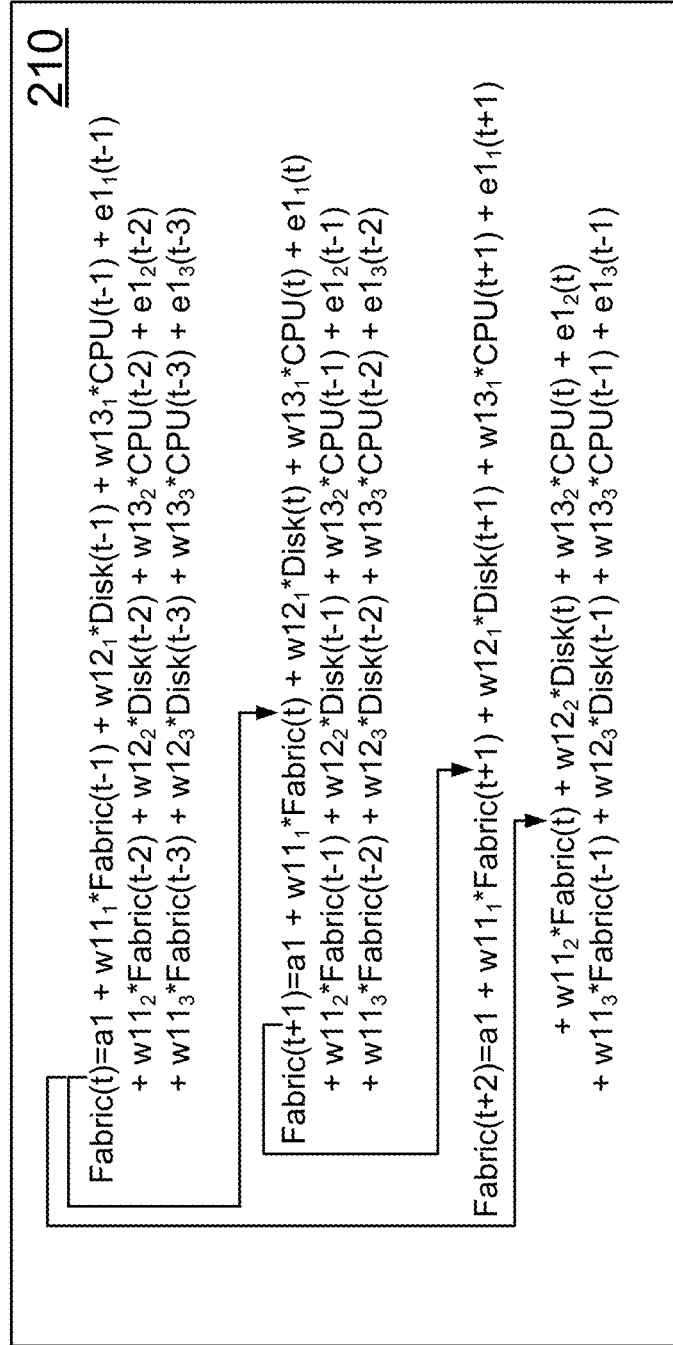 210
Fabric(t)=a1 + w11₁*Fabric(t-1) + w12₁*Disk(t-1) + w13₁*CPU(t-1) + e1₁(t-1)
+ w11₂*Fabric(t-2) + w12₂*Disk(t-2) + w13₂*CPU(t-2) + e1₂(t-2)
+ w11₃*Fabric(t-3) + w12₃*Disk(t-3) + w13₃*CPU(t-3) + e1₃(t-3)
Fabric(t+1)=a1 + w11₁*Fabric(t) + w12₁*Disk(t) + w13₁*CPU(t) + e1₁(t)
+ w11₂*Fabric(t-1) + w12₂*Disk(t-1) + w13₂*CPU(t-1) + e1₂(t-1)
+ w11₃*Fabric(t-2) + w12₃*Disk(t-2) + w13₃*CPU(t-2) + e1₃(t-2)
Fabric(t+2)=a1 + w11₁*Fabric(t+1) + w12₁*Disk(t+1) + w13₁*CPU(t+1) + e1₁(t+1)
+ w11₂*Fabric(t) + w12₂*Disk(t) + w13₂*CPU(t) + e1₂(t)
+ w11₃*Fabric(t-1) + w12₃*Disk(t-1) + w13₃*CPU(t-1) + e1₃(t-1)